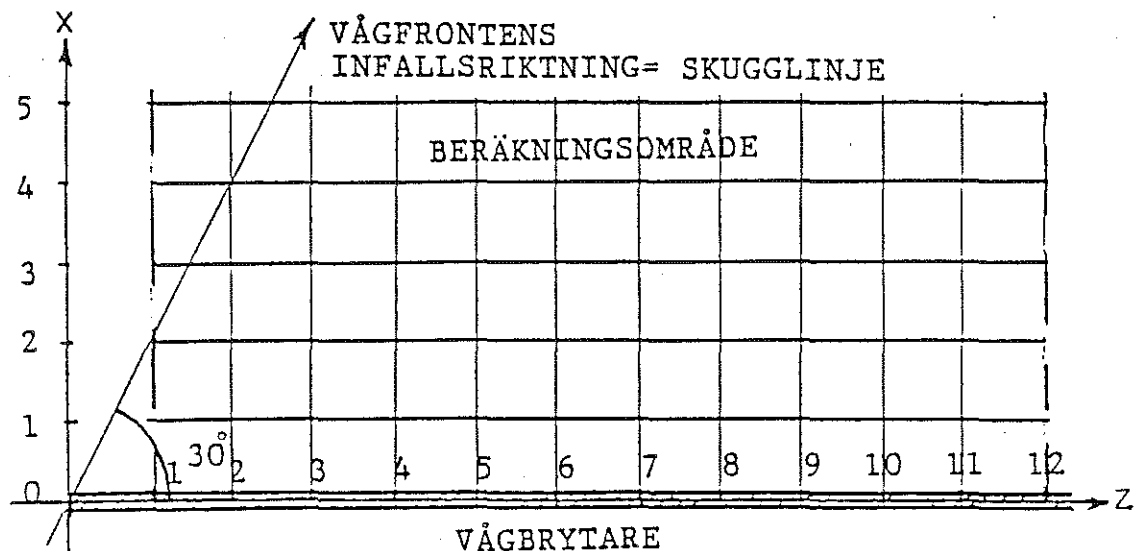 X
VÅGFRONTENS
INFALLSRIKTNING= SKUGGLINJE
5
BERÄKNINGSOMRÅDE
4
3
2
1
30°
1 2 3 4 5 6 7 8 9 10 11 12
0
Z
VÅGBRYTARE